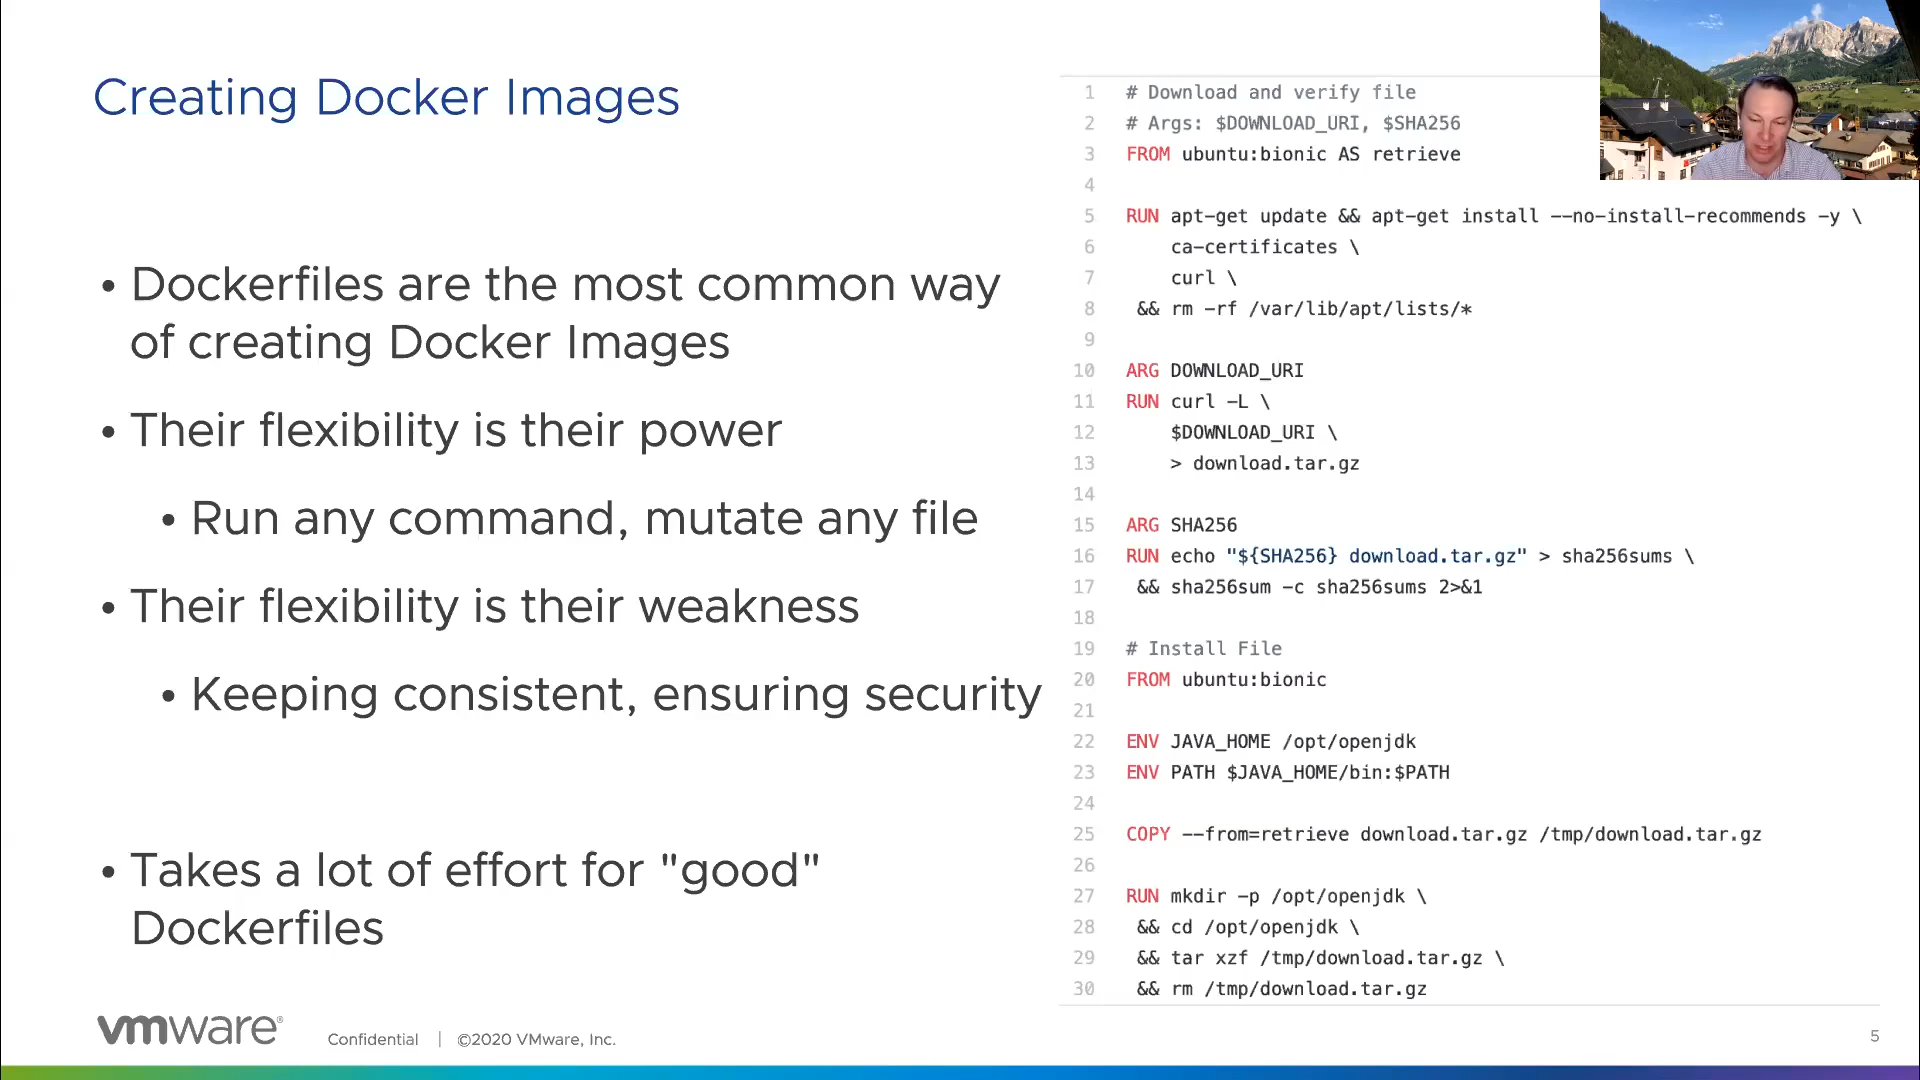 Creating Docker Images
• Dockerfiles are the most common way
of creating Docker Images
• Their flexibility is their power
• Run any command, mutate any file
• Their flexibility is their weakness
• Keeping consistent, ensuring security
• Takes a lot of effort for "good"
Dockerfiles
1 # Download and verify file
2 # Args: $DOWNLOAD_URI, $SHA256
3 FROM ubuntu:bionic AS retrieve
4
5 RUN apt-get update && apt-get install --no-install-recommends -y \
6 ca-certificates \
7 curl \
8 && rm -rf /var/lib/apt/lists/*
9
10 ARG DOWNLOAD_URI
11 RUN curl -L \
12 $DOWNLOAD_URI \
13 > download.tar.gz
14
15 ARG SHA256
16 RUN echo "${SHA256} download.tar.gz" > sha256sums \
17 && sha256sum -c sha256sums 2>&1
18
19 # Install File
20 FROM ubuntu:bionic
21
22 ENV JAVA_HOME /opt/openjdk
23 ENV PATH $JAVA_HOME/bin:$PATH
24
25 COPY --from=retrieve download.tar.gz /tmp/download.tar.gz
26
27 RUN mkdir -p /opt/openjdk \
28 && cd /opt/openjdk \
29 && tar xzf /tmp/download.tar.gz \
30 && rm /tmp/download.tar.gz
vmware® Confidential | ©2020 VMware, Inc.
5